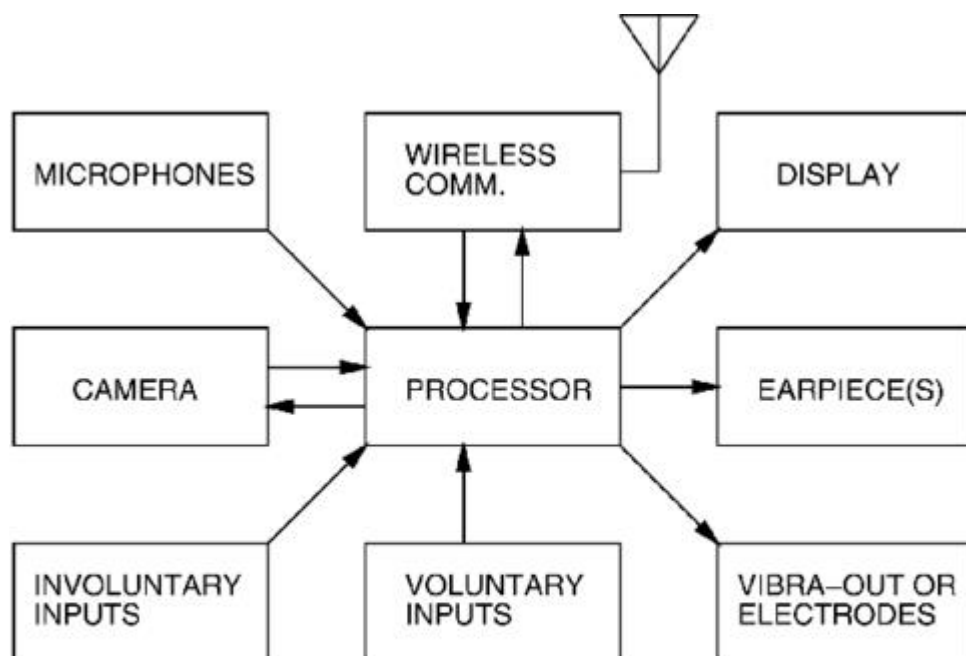 MICROPHONES
WIRELESS
COMM.
DISPLAY
CAMERA
PROCESSOR
EARPIECE(S)
INVOLUNTARY
INPUTS
VOLUNTARY
INPUTS
VIBRA–OUT OR
ELECTRODES